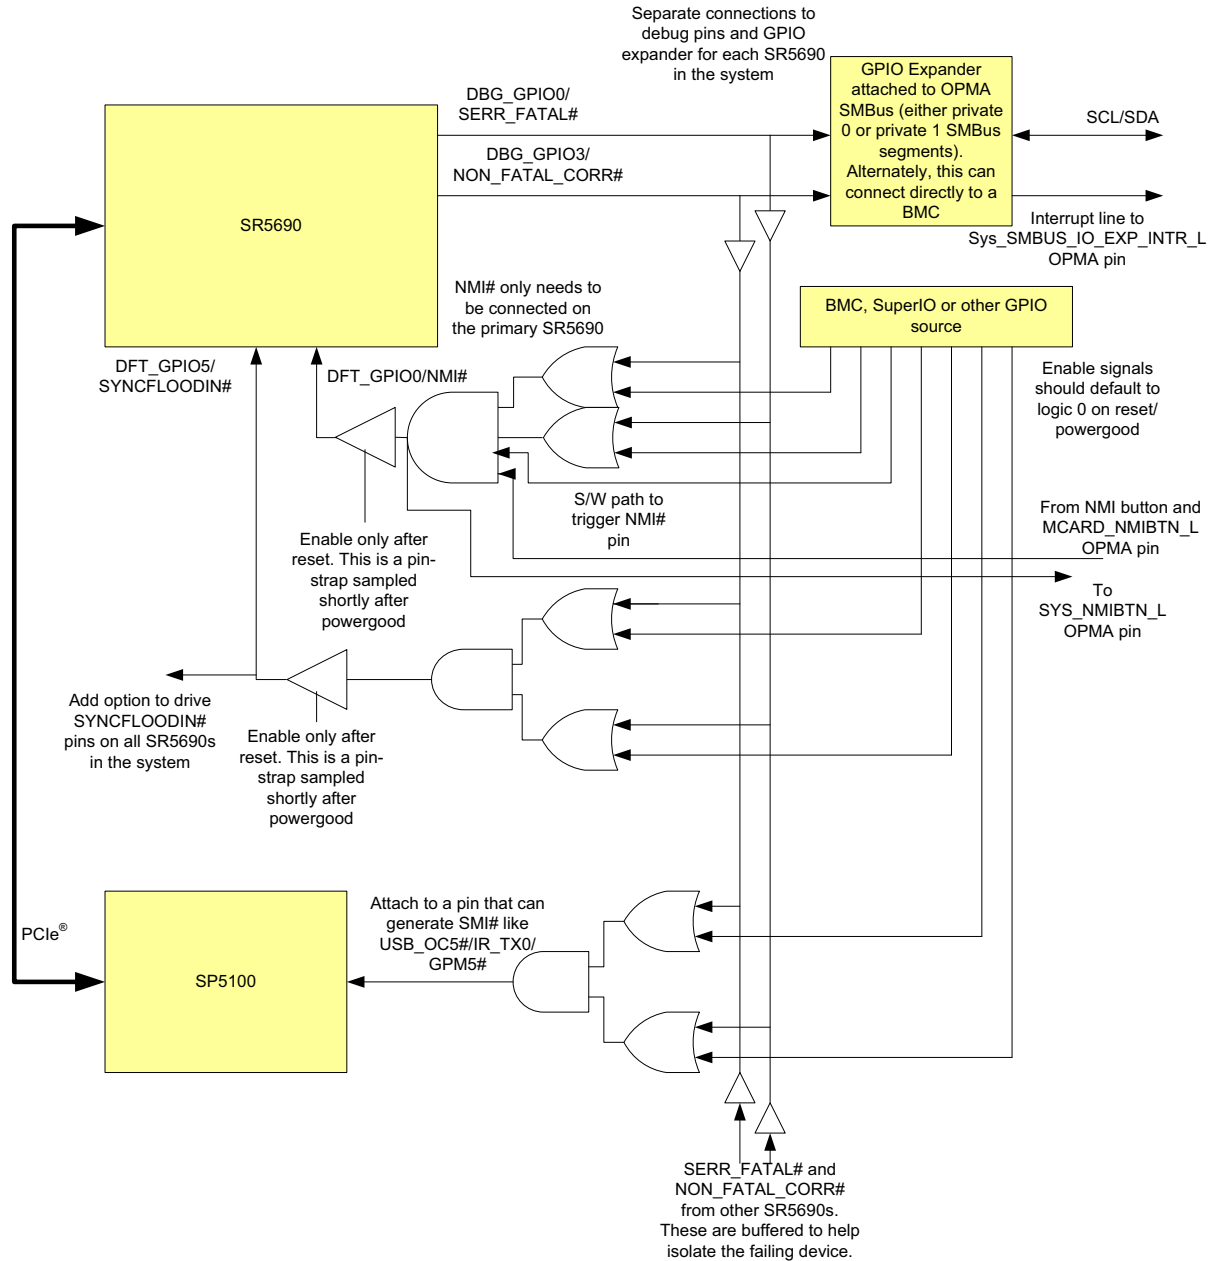 Separate connections to
debug pins and GPIO
expander for each SR5690
in the system
GPIO Expander
attached to OPMA
SMBus (either private
0 or private 1 SMBus
segments).
Alternately, this can
connect directly to a
BMC
DBG_GPIO0/
SERR_FATAL#
SCL/SDA
DBG_GPIO3/
NON_FATAL_CORR#
SR5690
Interrupt line to
Sys_SMBUS_IO_EXP_INTR_L
OPMA pin
NMI# only needs to
be connected on
the primary SR5690
BMC, SuperIO or other GPIO
source
DFT_GPIO5/
SYNCFLOODIN#
DFT_GPIO0/NMI#
Enable signals
should default to
logic 0 on reset/
powergood
S/W path to
trigger NMI#
pin
From NMI button and
MCARD_NMIBTN_L
OPMA pin
Enable only after
reset. This is a pin-
strap sampled
shortly after
powergood
To
SYS_NMIBTN_L
OPMA pin
Add option to drive
SYNCFLOODIN#
pins on all SR5690s
in the system
Enable only after
reset. This is a pin-
strap sampled
shortly after
powergood
PCIe®
Attach to a pin that can
generate SMI# like
USB_OC5#/IR_TX0/
GPM5#
SP5100
SERR_FATAL# and
NON_FATAL_CORR#
from other SR5690s.
These are buffered to help
isolate the failing device.